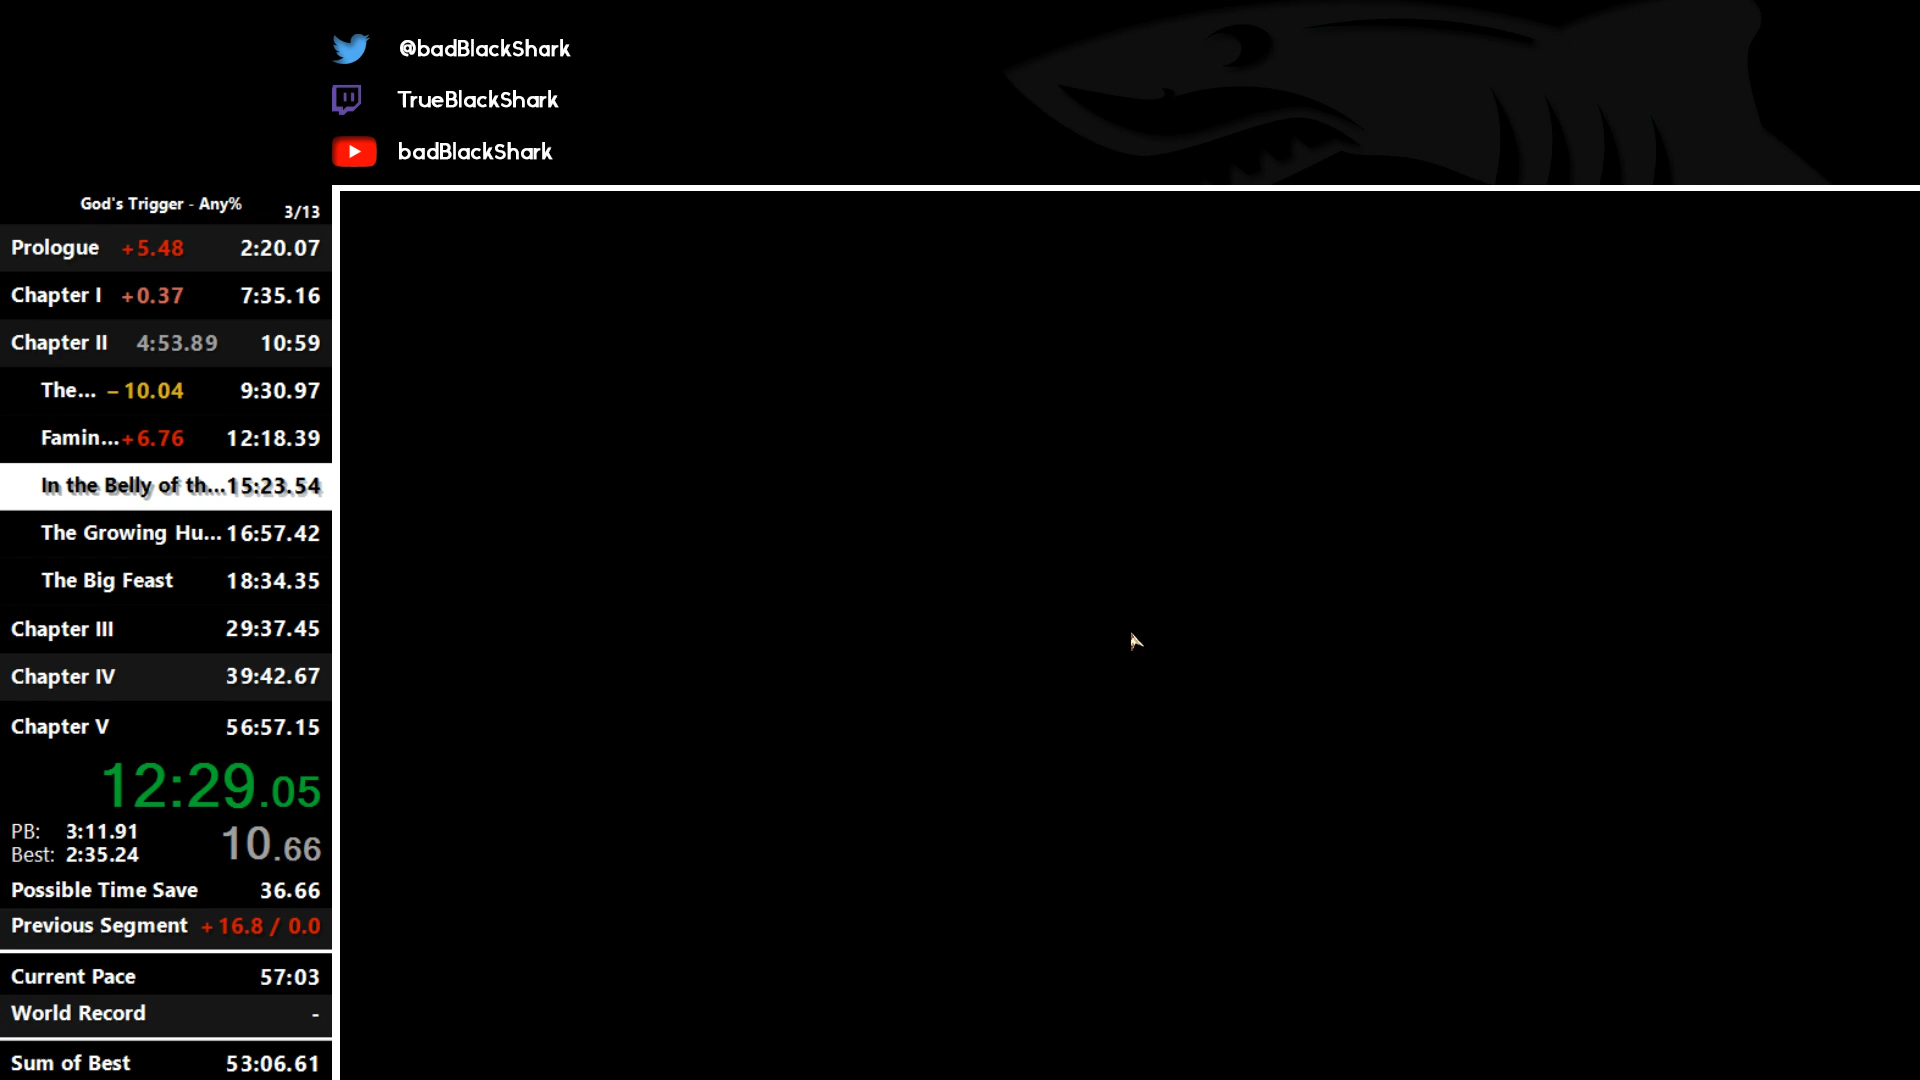 @badBlackShark
TrueBlackShark
badBlackShark
God's Trigger - Any%
3/13
Prologue +5.48 2:20.07
Chapter I +0.37 7:35.16
Chapter II 4:53.89 10:59
The... −10.04 9:30.97
Famin...+6.76 12:18.39
In the Belly of th...15:23.54
The Growing Hu... 16:57.42
The Big Feast 18:34.35
Chapter III 29:37.45
Chapter IV 39:42.67
Chapter V 56:57.15
12:29.05
PB: 3:11.91
Best: 2:35.24
10.66
Possible Time Save 36.66
Previous Segment +16.8 / 0.0
Current Pace 57:03
World Record -
Sum of Best 53:06.61